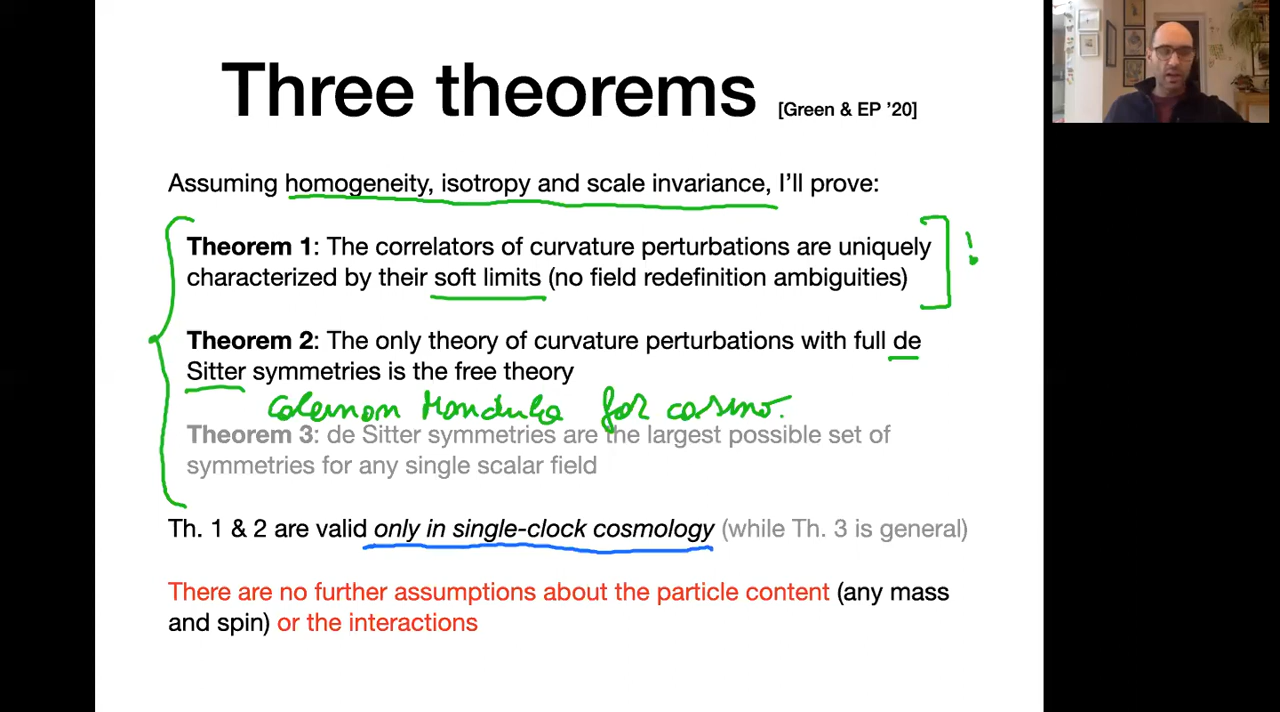 Three theorems [Green & EP '20]
Assuming homogeneity, isotropy and scale invariance, I'll prove:
Theorem 1: The correlators of curvature perturbations are uniquely
characterized by their soft limits (no field redefinition ambiguities)
!
Theorem 2: The only theory of curvature perturbations with full de
Sitter symmetries is the free theory
Coleman Mandula for cosmo.
Theorem 3: de Sitter symmetries are the largest possible set of
symmetries for any single scalar field
Th. 1 & 2 are valid only in single-clock cosmology (while Th. 3 is general)
There are no further assumptions about the particle content (any mass
and spin) or the interactions